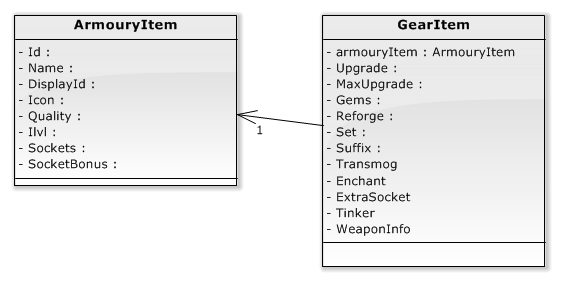 ArmouryItem
- Id :
- Name :
- DisplayId :
- Icon :
- Quality :
- Ilvl :
- Sockets :
- SocketBonus :
1
GearItem
- armouryItem : ArmouryItem
- Upgrade :
- MaxUpgrade :
- Gems :
- Reforge :
- Set :
- Suffix :
- Transmog
- Enchant
- ExtraSocket
- Tinker
- WeaponInfo